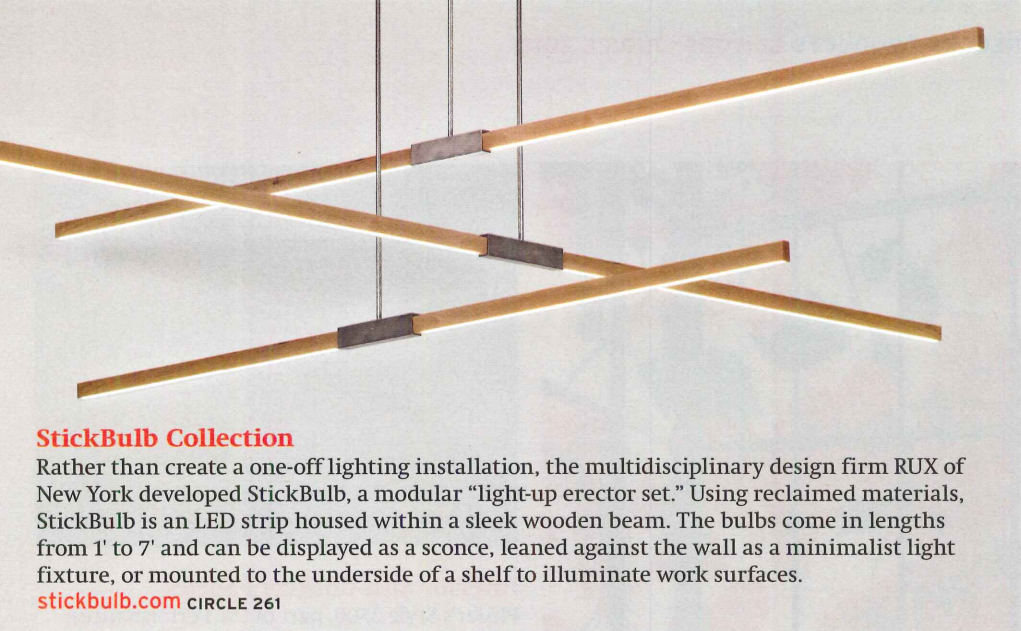 StickBulb Collection
Rather than create a one-off lighting installation, the multidisciplinary design firm RUX of
New York developed StickBulb, a modular “light-up erector set.” Using reclaimed materials,
StickBulb is an LED strip housed within a sleek wooden beam. The bulbs come in lengths
from 1' to 7' and can be displayed as a sconce, leaned against the wall as a minimalist light
fixture, or mounted to the underside of a shelf to illuminate work surfaces.
stickbulb.com CIRCLE 261